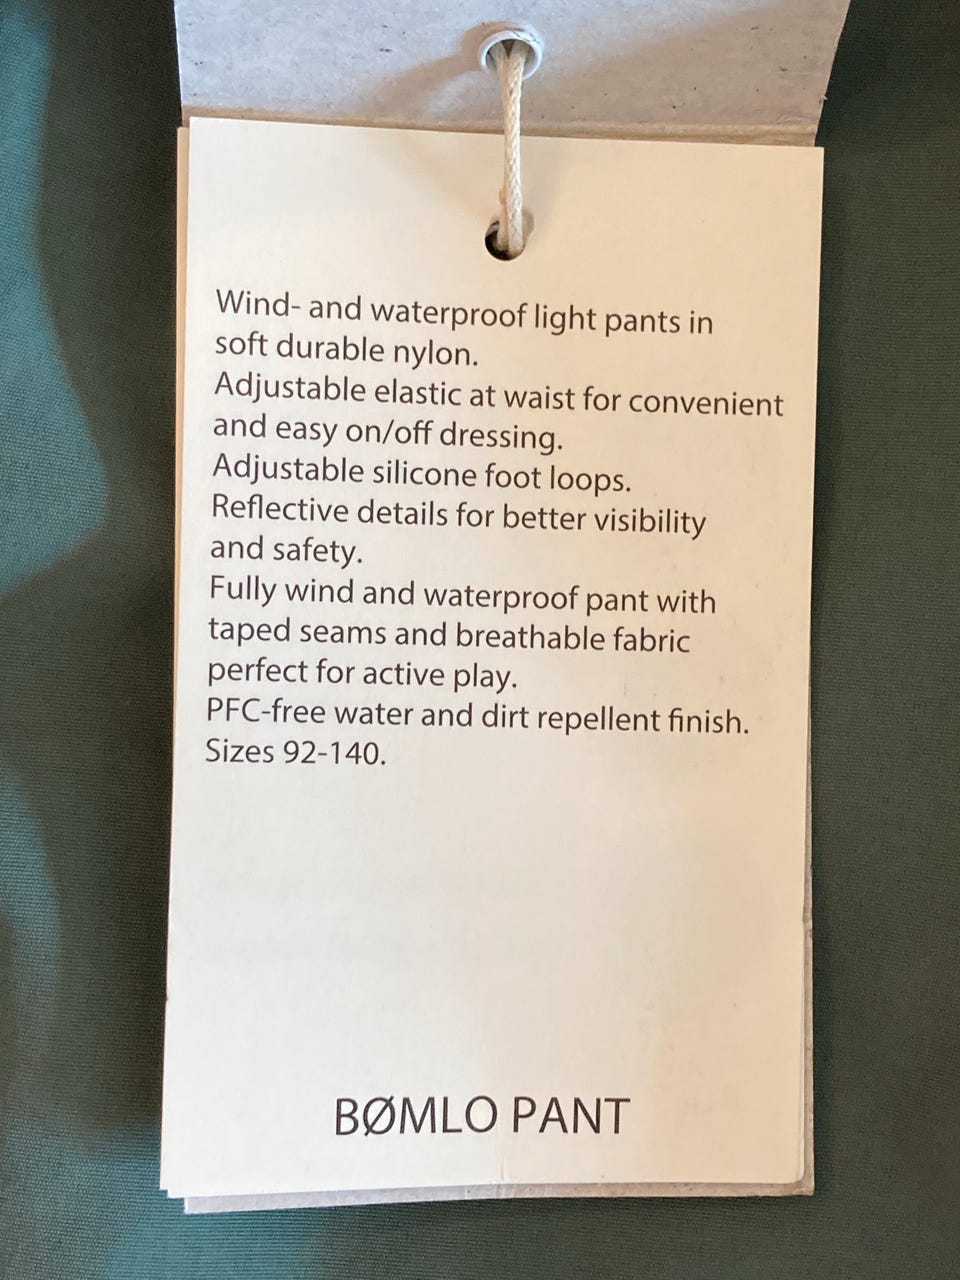 Wind- and waterproof light pants in
soft durable nylon.
Adjustable elastic at waist for convenient
and easy on/off dressing.
Adjustable silicone foot loops.
Reflective details for better visibility
and safety.
Fully wind and waterproof pant with
taped seams and breathable fabric
perfect for active play.
PFC-free water and dirt repellent finish.
Sizes 92-140.
BØMLO PANT